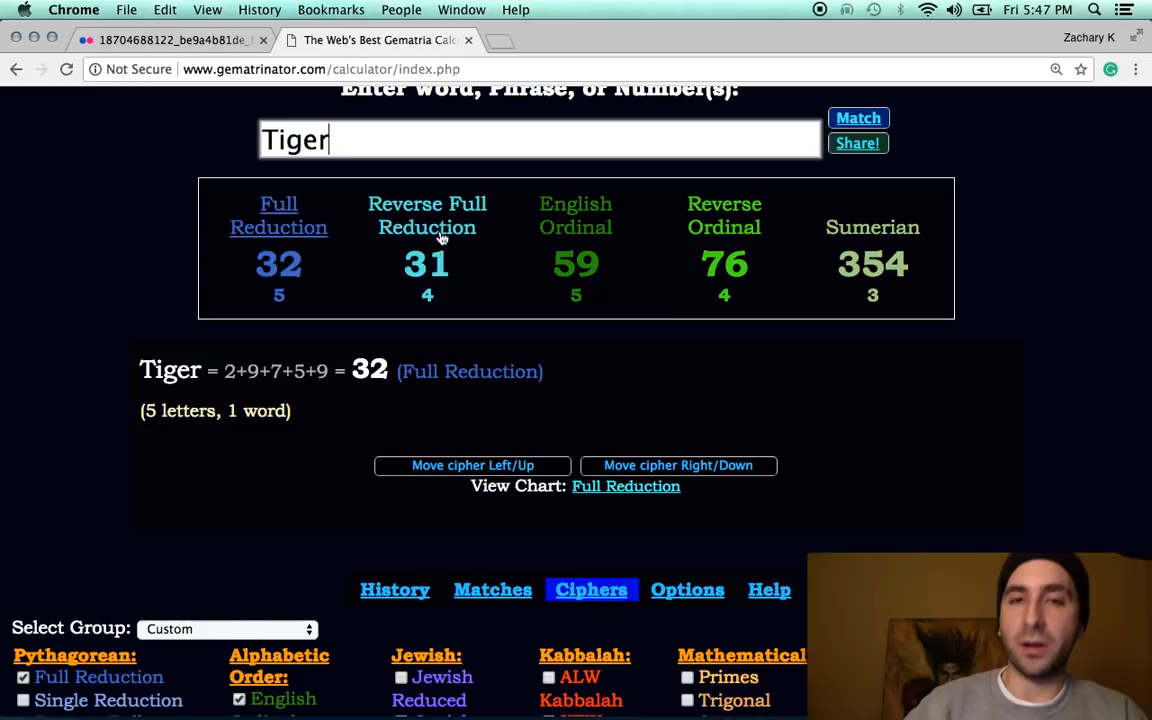 Chrome File Edit View History Bookmarks People Window Help Fri 5:47 PM
18704688122_be9a4b81de_ The Web's Best Gematria Calc Zachary K
Not Secure www.gematrinator.com/calculator/index.php
Enter Word, Phrase, or Number(s):
Tiger
Match
Share!
Full Reduction
32
5
Reverse Full Reduction
31
4
English Ordinal
59
5
Reverse Ordinal
76
4
Sumerian
354
3
Tiger = 2+9+7+5+9 = 32 (Full Reduction)
(5 letters, 1 word)
Move cipher Left/Up Move cipher Right/Down
View Chart: Full Reduction
History Matches Ciphers Options Help
Select Group: Custom
Pythagorean:
Full Reduction
Single Reduction
Alphabetic Order:
English
Jewish:
Jewish
Reduced
Kabbalah:
ALW
Kabbalah
Mathematical
Primes
Trigonal